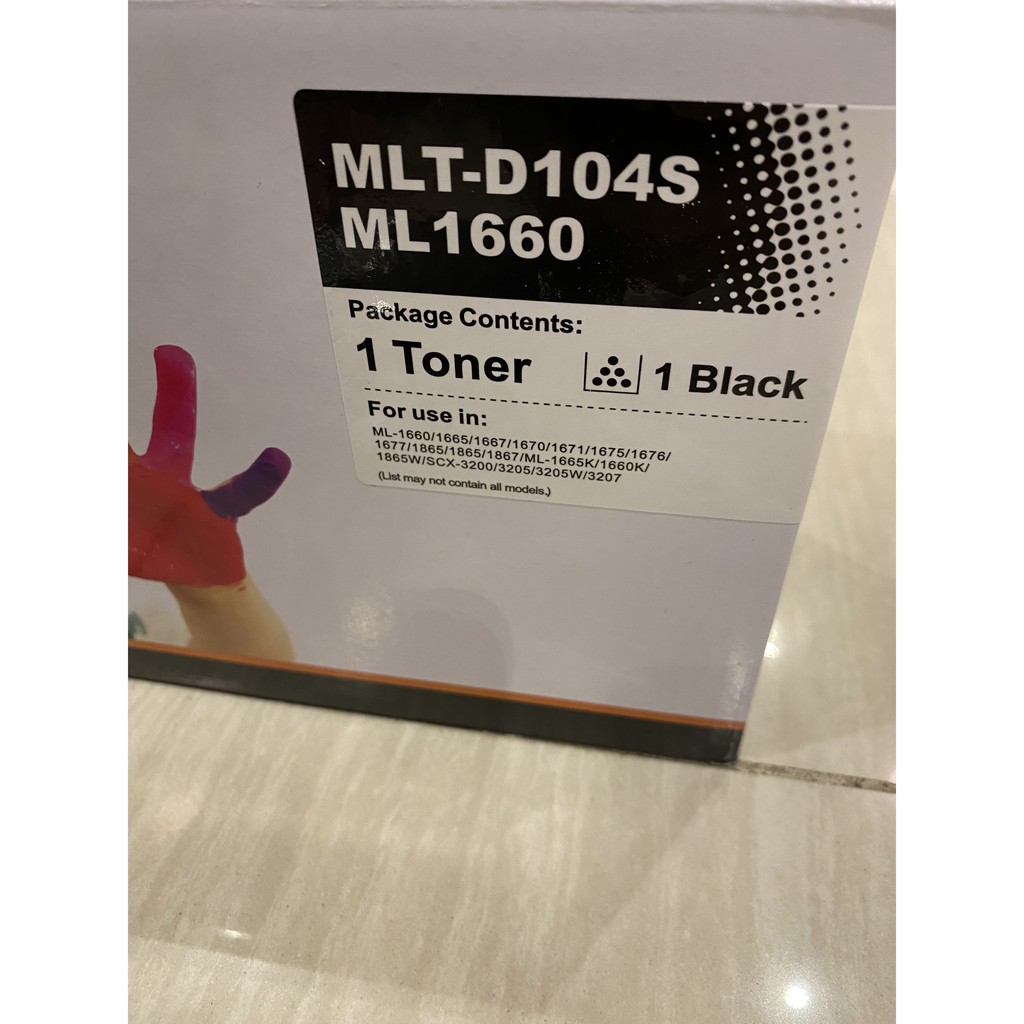 MLT-D104S
ML1660
Package Contents:
1 Toner 1 Black
For use in:
ML-1660/1665/1667/1670/1671/1675/1676/
1677/1865/1865/1867/ML-1665K/1660K/
1865W/SCX-3200/3205/3205W/3207
(List may not contain all models.)